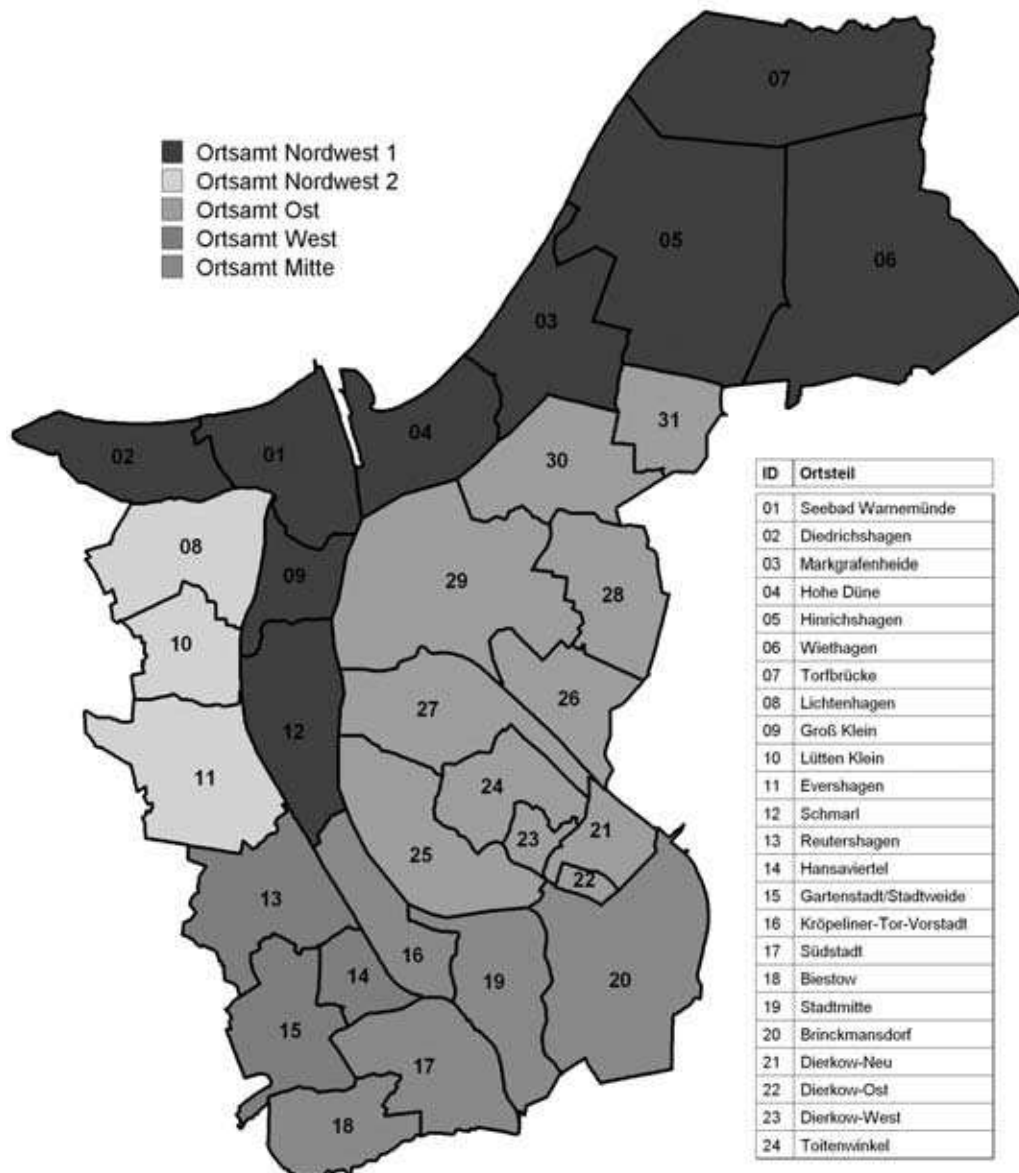 07
Ortsamt Nordwest 1
Ortsamt Nordwest 2
Ortsamt Ost
Ortsamt West
Ortsamt Mitte
05
06
03
31
04
02
01
30
08
09
29
28
10
26
27
12
11
24
23
21
25
22
13
16
14
19
20
15
17
18
ID Ortsteil
01 Seebad Warnemünde
02 Diedrichshagen
03 Markgrafenheide
04 Hohe Düne
05 Hinrichshagen
06 Wiethagen
07 Torfbrücke
08 Lichtenhagen
09 Groß Klein
10 Lütten Klein
11 Evershagen
12 Schmarl
13 Reutershagen
14 Hansaviertel
15 Gartenstadt/Stadtweide
16 Kröpeliner-Tor-Vorstadt
17 Südstadt
18 Biestow
19 Stadtmitte
20 Brinckmansdorf
21 Dierkow-Neu
22 Dierkow-Ost
23 Dierkow-West
24 Toitenwinkel